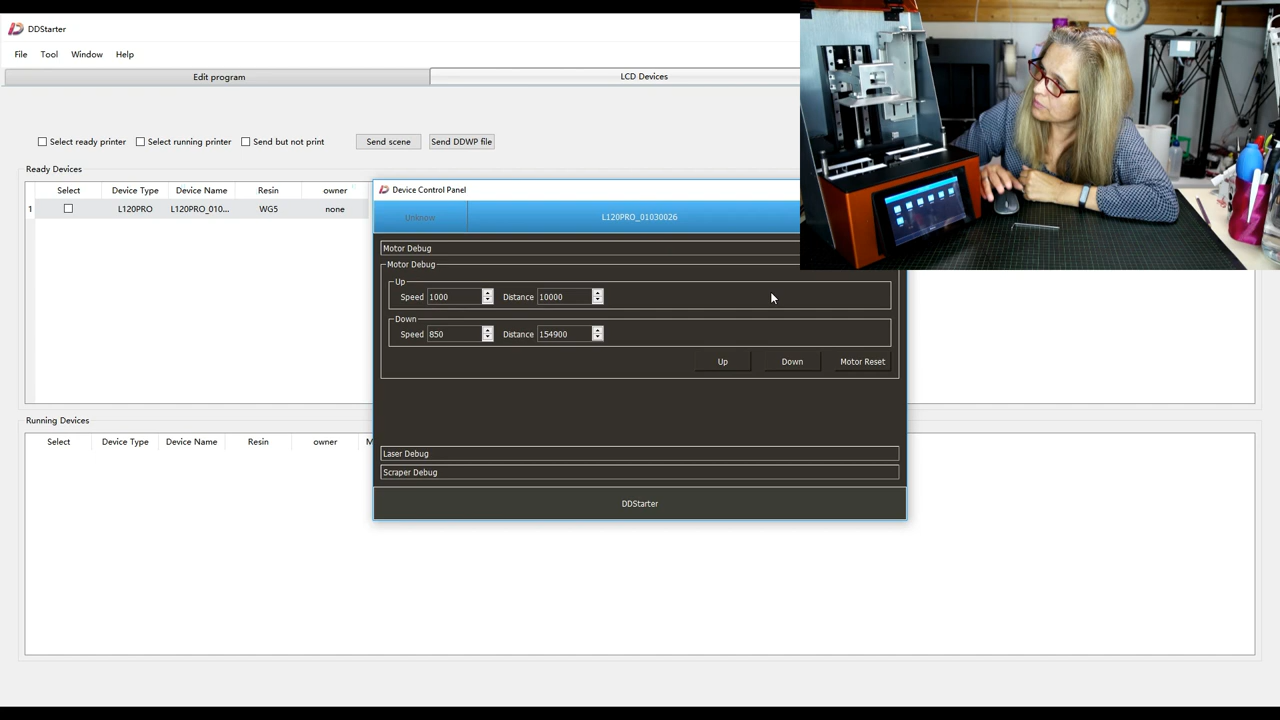 DDStarter
File Tool Window Help
Edit program LCD Devices
Select ready printer Select running printer Send but not print Send scene Send DDWP file
Ready Devices
Select Device Type Device Name Resin owner
1 L120PRO L120PRO_010... WG5 none
Device Control Panel
Unknow L120PRO_01030026
Motor Debug
Motor Debug
Up
Speed 1000 Distance 10000
Down
Speed 850 Distance 154900
Up Down Motor Reset
Laser Debug
Scraper Debug
DDStarter
Running Devices
Select Device Type Device Name Resin owner M